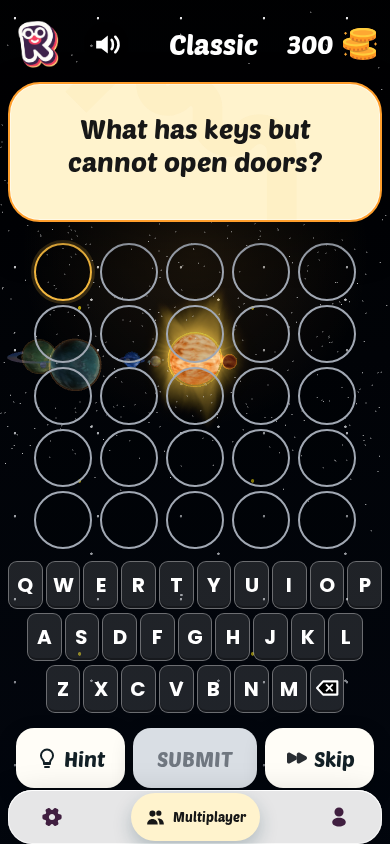 R
Classic 300
What has keys but
cannot open doors?
Q W E R T Y U I O P
A S D F G H J K L
Z X C V B N M
Hint SUBMIT Skip
Multiplayer